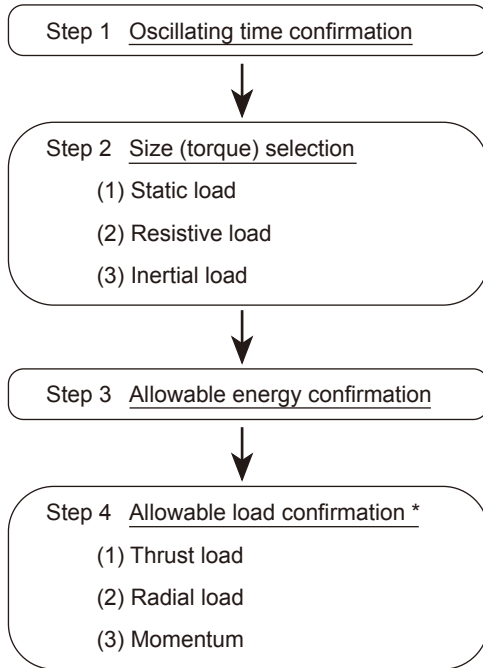 Step 1 Oscillating time confirmation
Step 2 Size (torque) selection
(1) Static load
(2) Resistive load
(3) Inertial load
Step 3 Allowable energy confirmation
Step 4 Allowable load confirmation *
(1) Thrust load
(2) Radial load
(3) Momentum